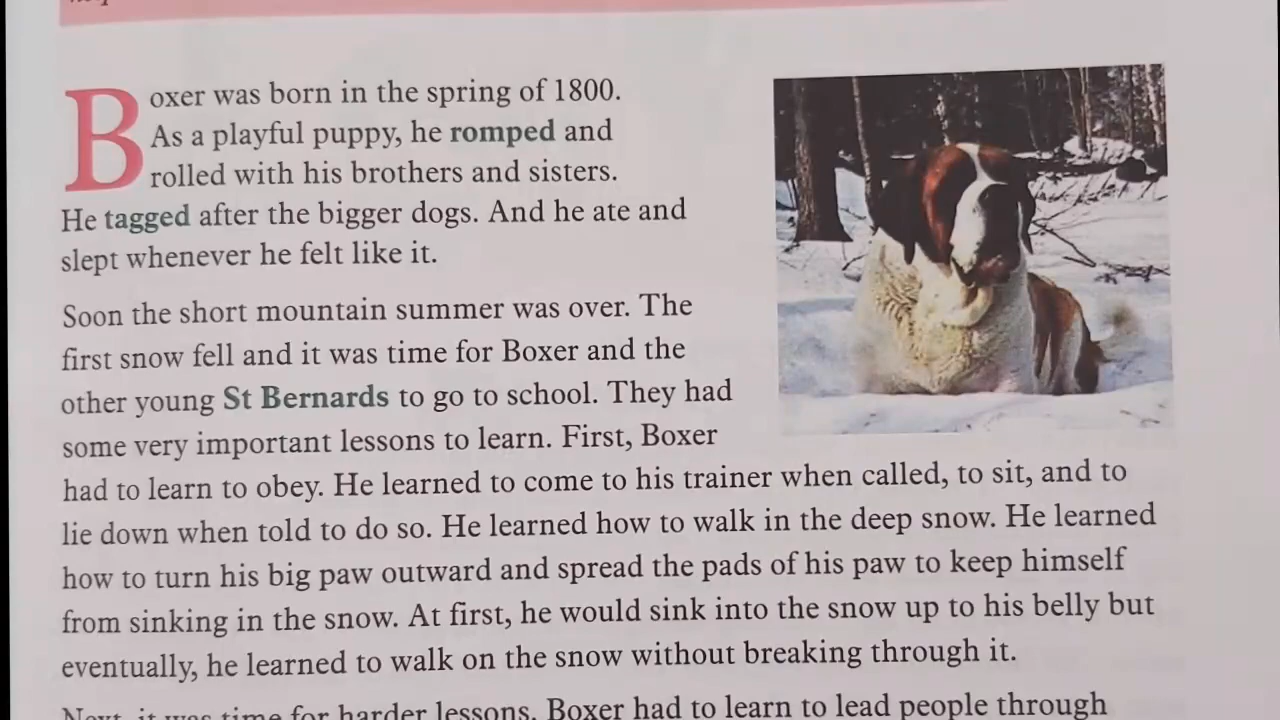 Boxer was born in the spring of 1800.
As a playful puppy, he romped and
rolled with his brothers and sisters.
He tagged after the bigger dogs. And he ate and
slept whenever he felt like it.
Soon the short mountain summer was over. The
first snow fell and it was time for Boxer and the
other young St Bernards to go to school. They had
some very important lessons to learn. First, Boxer
had to learn to obey. He learned to come to his trainer when called, to sit, and to
lie down when told to do so. He learned how to walk in the deep snow. He learned
how to turn his big paw outward and spread the pads of his paw to keep himself
from sinking in the snow. At first, he would sink into the snow up to his belly but
eventually, he learned to walk on the snow without breaking through it.
Next, it was time for harder lessons. Boxer had to learn to lead people through